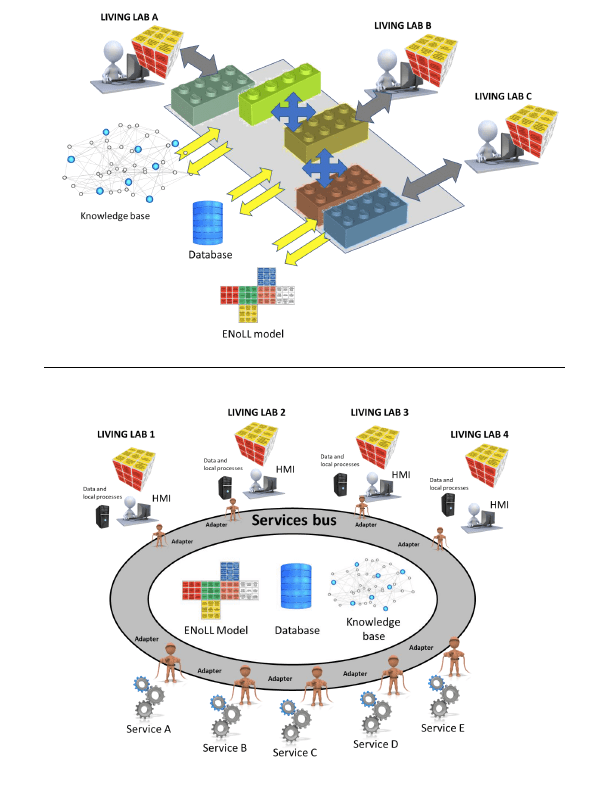 LIVING LAB A
LIVING LAB B
LIVING LAB C
Knowledge base
Database
ENoLL model
LIVING LAB 1
LIVING LAB 2
LIVING LAB 3
LIVING LAB 4
Data and
local processes
HMI
Data and
local processes
HMI
Data and
local processes
HMI
Data and
local processes
HMI
Adapter
Adapter
Services bus
Adapter
Adapter
ENoLL Model
Database
Knowledge
base
Adapter
Adapter
Adapter
Adapter
Adapter
Service A
Service B
Service C
Service D
Service E